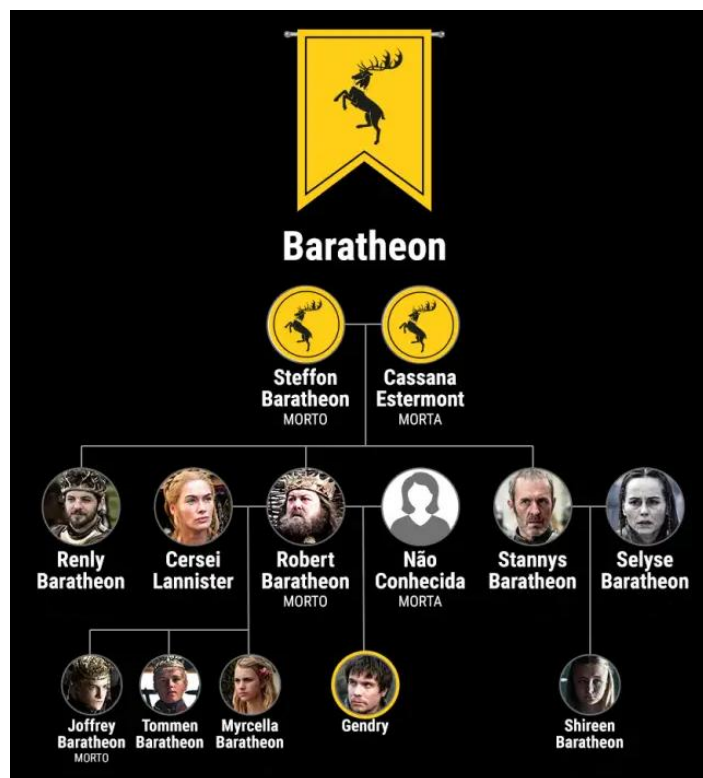 Baratheon
Steffon
Baratheon
MORTO
Cassana
Estermont
MORTA
Renly
Baratheon
Cersei
Lannister
Robert
Baratheon
MORTO
Não
Conhecida
MORTA
Stannys
Baratheon
Selyse
Baratheon
Joffrey
Baratheon
MORTO
Tommen
Baratheon
Myrcella
Baratheon
Gendry
Shireen
Baratheon